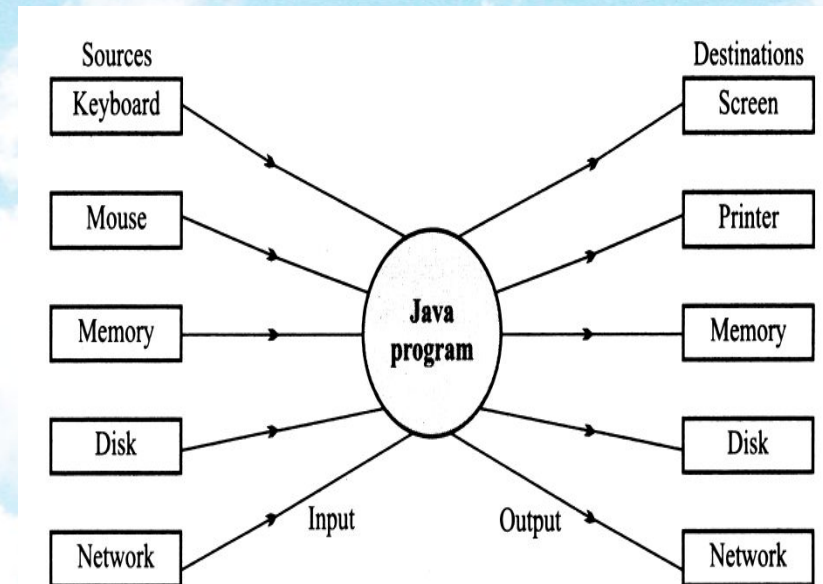 Sources
Destinations
Keyboard
Screen
Mouse
Printer
Java
program
Memory
Memory
Disk
Disk
Input
Output
Network
Network